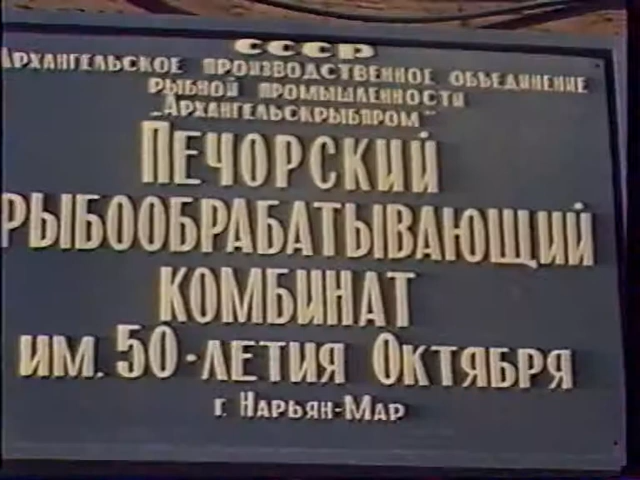 СССР
Архангельское производственное объединение
рыбной промышленности
„Архангельскрыбпром"
Печорский
рыбообрабатывающий
комбинат
им. 50-летия Октября
г. Нарьян-Мар